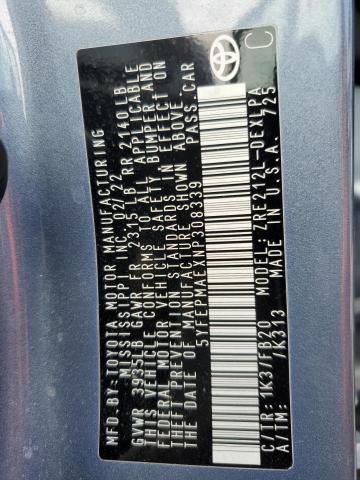 MFD.BY:TOYOTA MOTOR MANUFACTURING
MISSISSIPPI INC. 02/22
GVWR 3935LB GAWR FR 2315 LB RR 2140LB
THIS VEHICLE CONFORMS TO ALL APPLICABLE
FEDERAL MOTOR VEHICLE SAFETY BUMPER AND
THEFT PREVENTION STANDARDS IN EFFECT ON
THE DATE OF MANUFACTURE SHOWN ABOVE.
5YFEPMAEXNP308339 PASS.CAR
C/TR: 1K3 /FB20 MODEL: ZRE212L-DEXLPA
A/TM: /K313 MADE IN U.S.A. 725
C